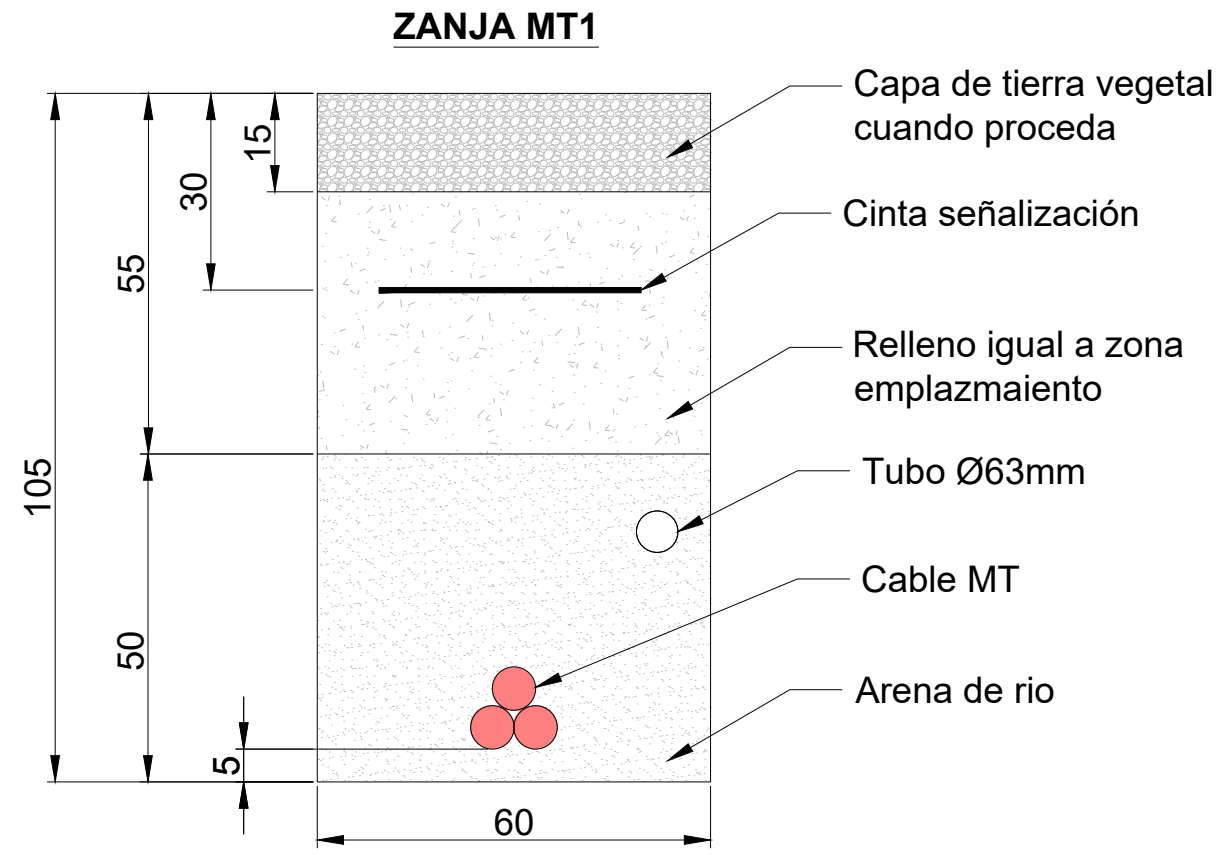 ZANJA MT1
Capa de tierra vegetal
cuando proceda
15
30
Cinta señalización
55
Relleno igual a zona
emplazmaiento
105
Tubo Ø63mm
Cable MT
50
Arena de rio
5
60